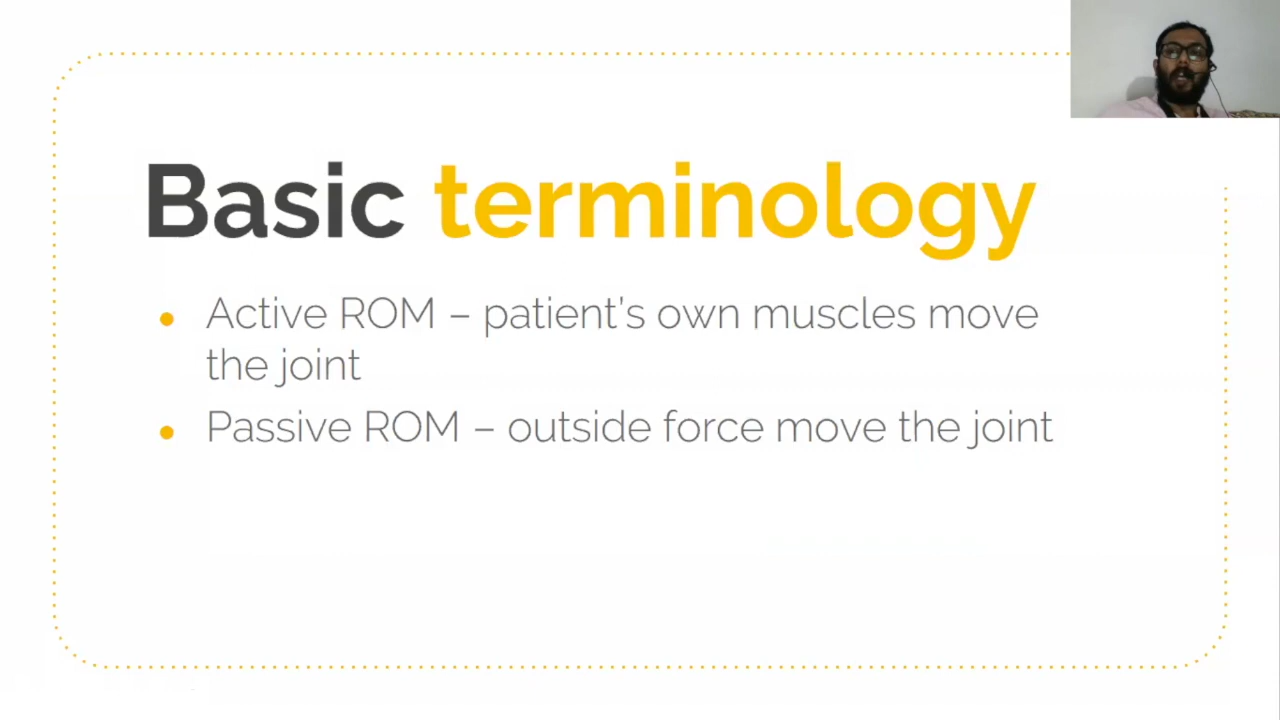 Basic terminology
● Active ROM – patient's own muscles move
the joint
● Passive ROM – outside force move the joint